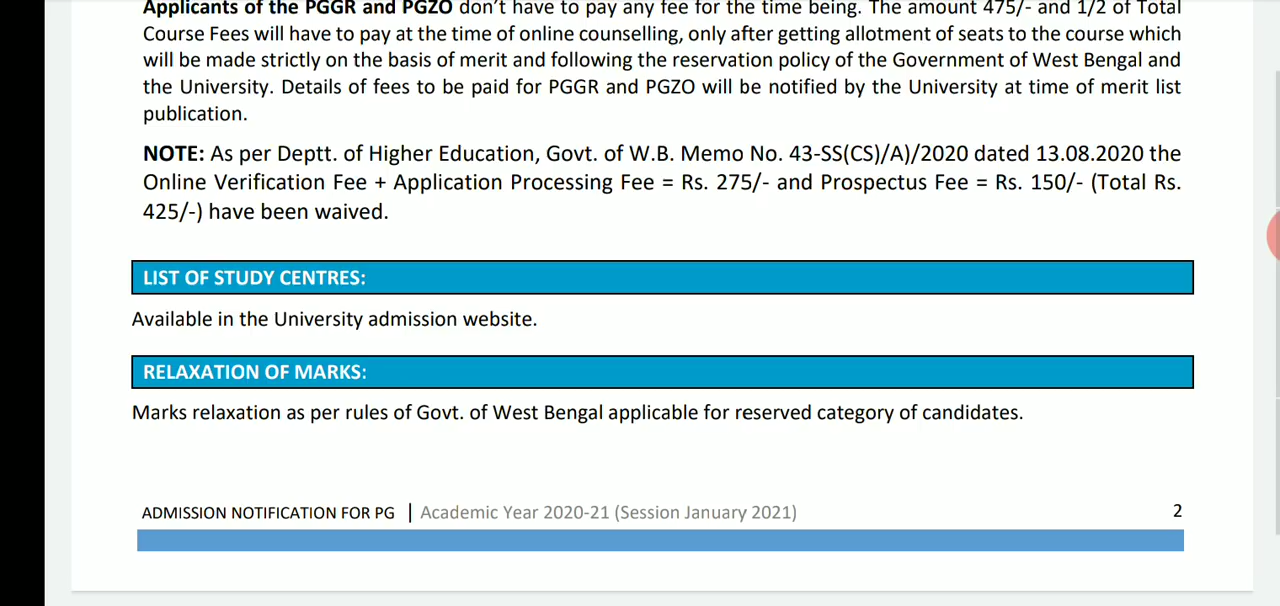 Applicants of the PGGR and PGZO don't have to pay any fee for the time being. The amount 475/- and 1/2 of Total
Course Fees will have to pay at the time of online counselling, only after getting allotment of seats to the course which
will be made strictly on the basis of merit and following the reservation policy of the Government of West Bengal and
the University. Details of fees to be paid for PGGR and PGZO will be notified by the University at time of merit list
publication.
NOTE: As per Deptt. of Higher Education, Govt. of W.B. Memo No. 43-SS(CS)/A)/2020 dated 13.08.2020 the
Online Verification Fee + Application Processing Fee = Rs. 275/- and Prospectus Fee = Rs. 150/- (Total Rs.
425/-) have been waived.
LIST OF STUDY CENTRES:
Available in the University admission website.
RELAXATION OF MARKS:
Marks relaxation as per rules of Govt. of West Bengal applicable for reserved category of candidates.
ADMISSION NOTIFICATION FOR PG | Academic Year 2020-21 (Session January 2021) 2